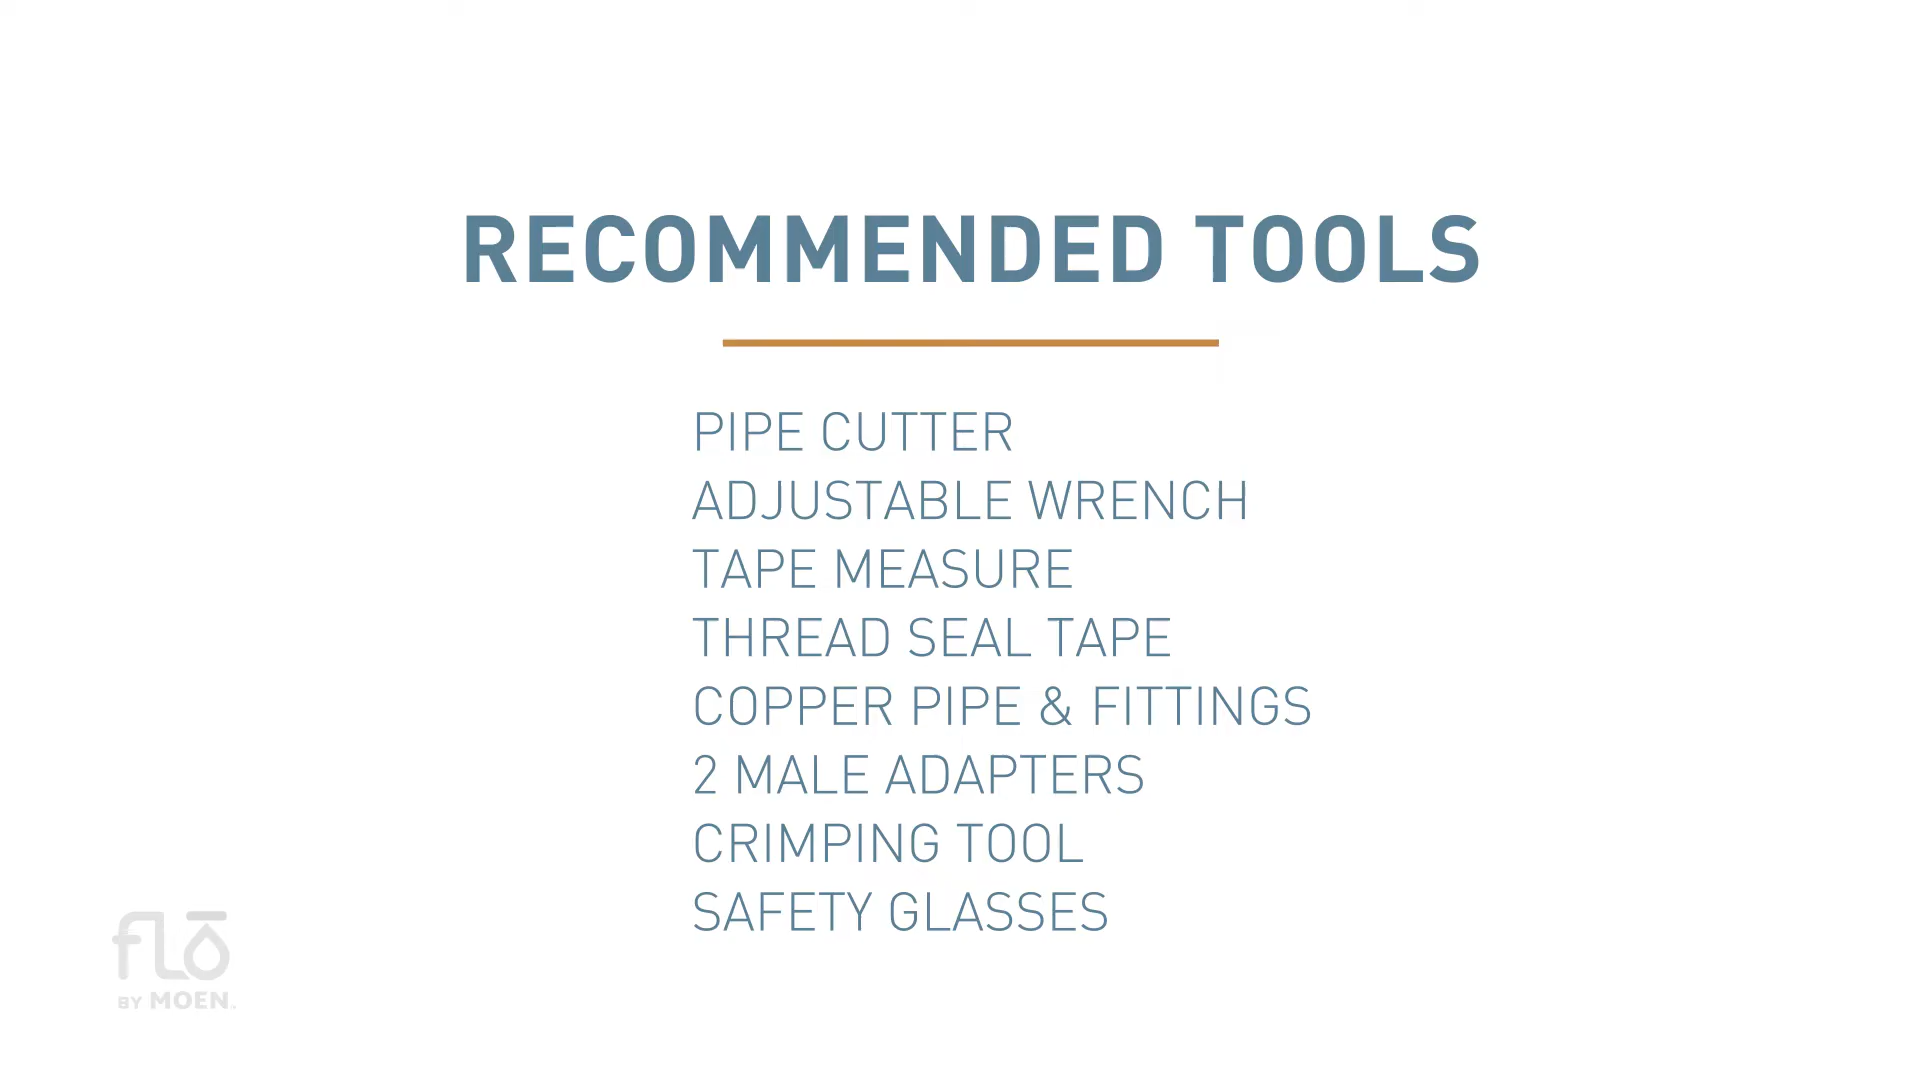 RECOMMENDED TOOLS
PIPE CUTTER
ADJUSTABLE WRENCH
TAPE MEASURE
THREAD SEAL TAPE
COPPER PIPE & FITTINGS
2 MALE ADAPTERS
CRIMPING TOOL
SAFETY GLASSES
flō
BY MOEN™